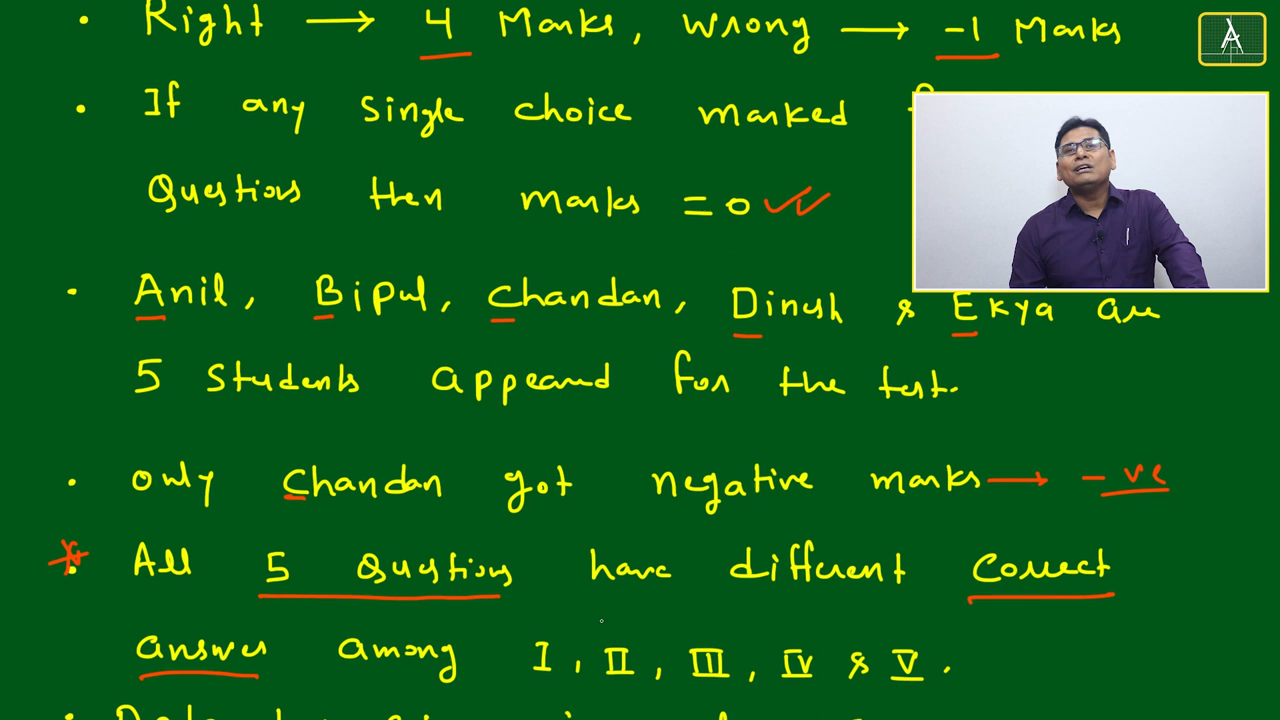 • Right → 4 Marks, Wrong → -1 Marks
• If any single choice marked
Questions then marks = 0
• Anil, Bipul, Chandan, Dinesh & Ekya are
5 Students appeared for the test.
• Only Chandan got negative marks → -ve
• All 5 Questions have different Correct
answer among I, II, III, IV & V.
A